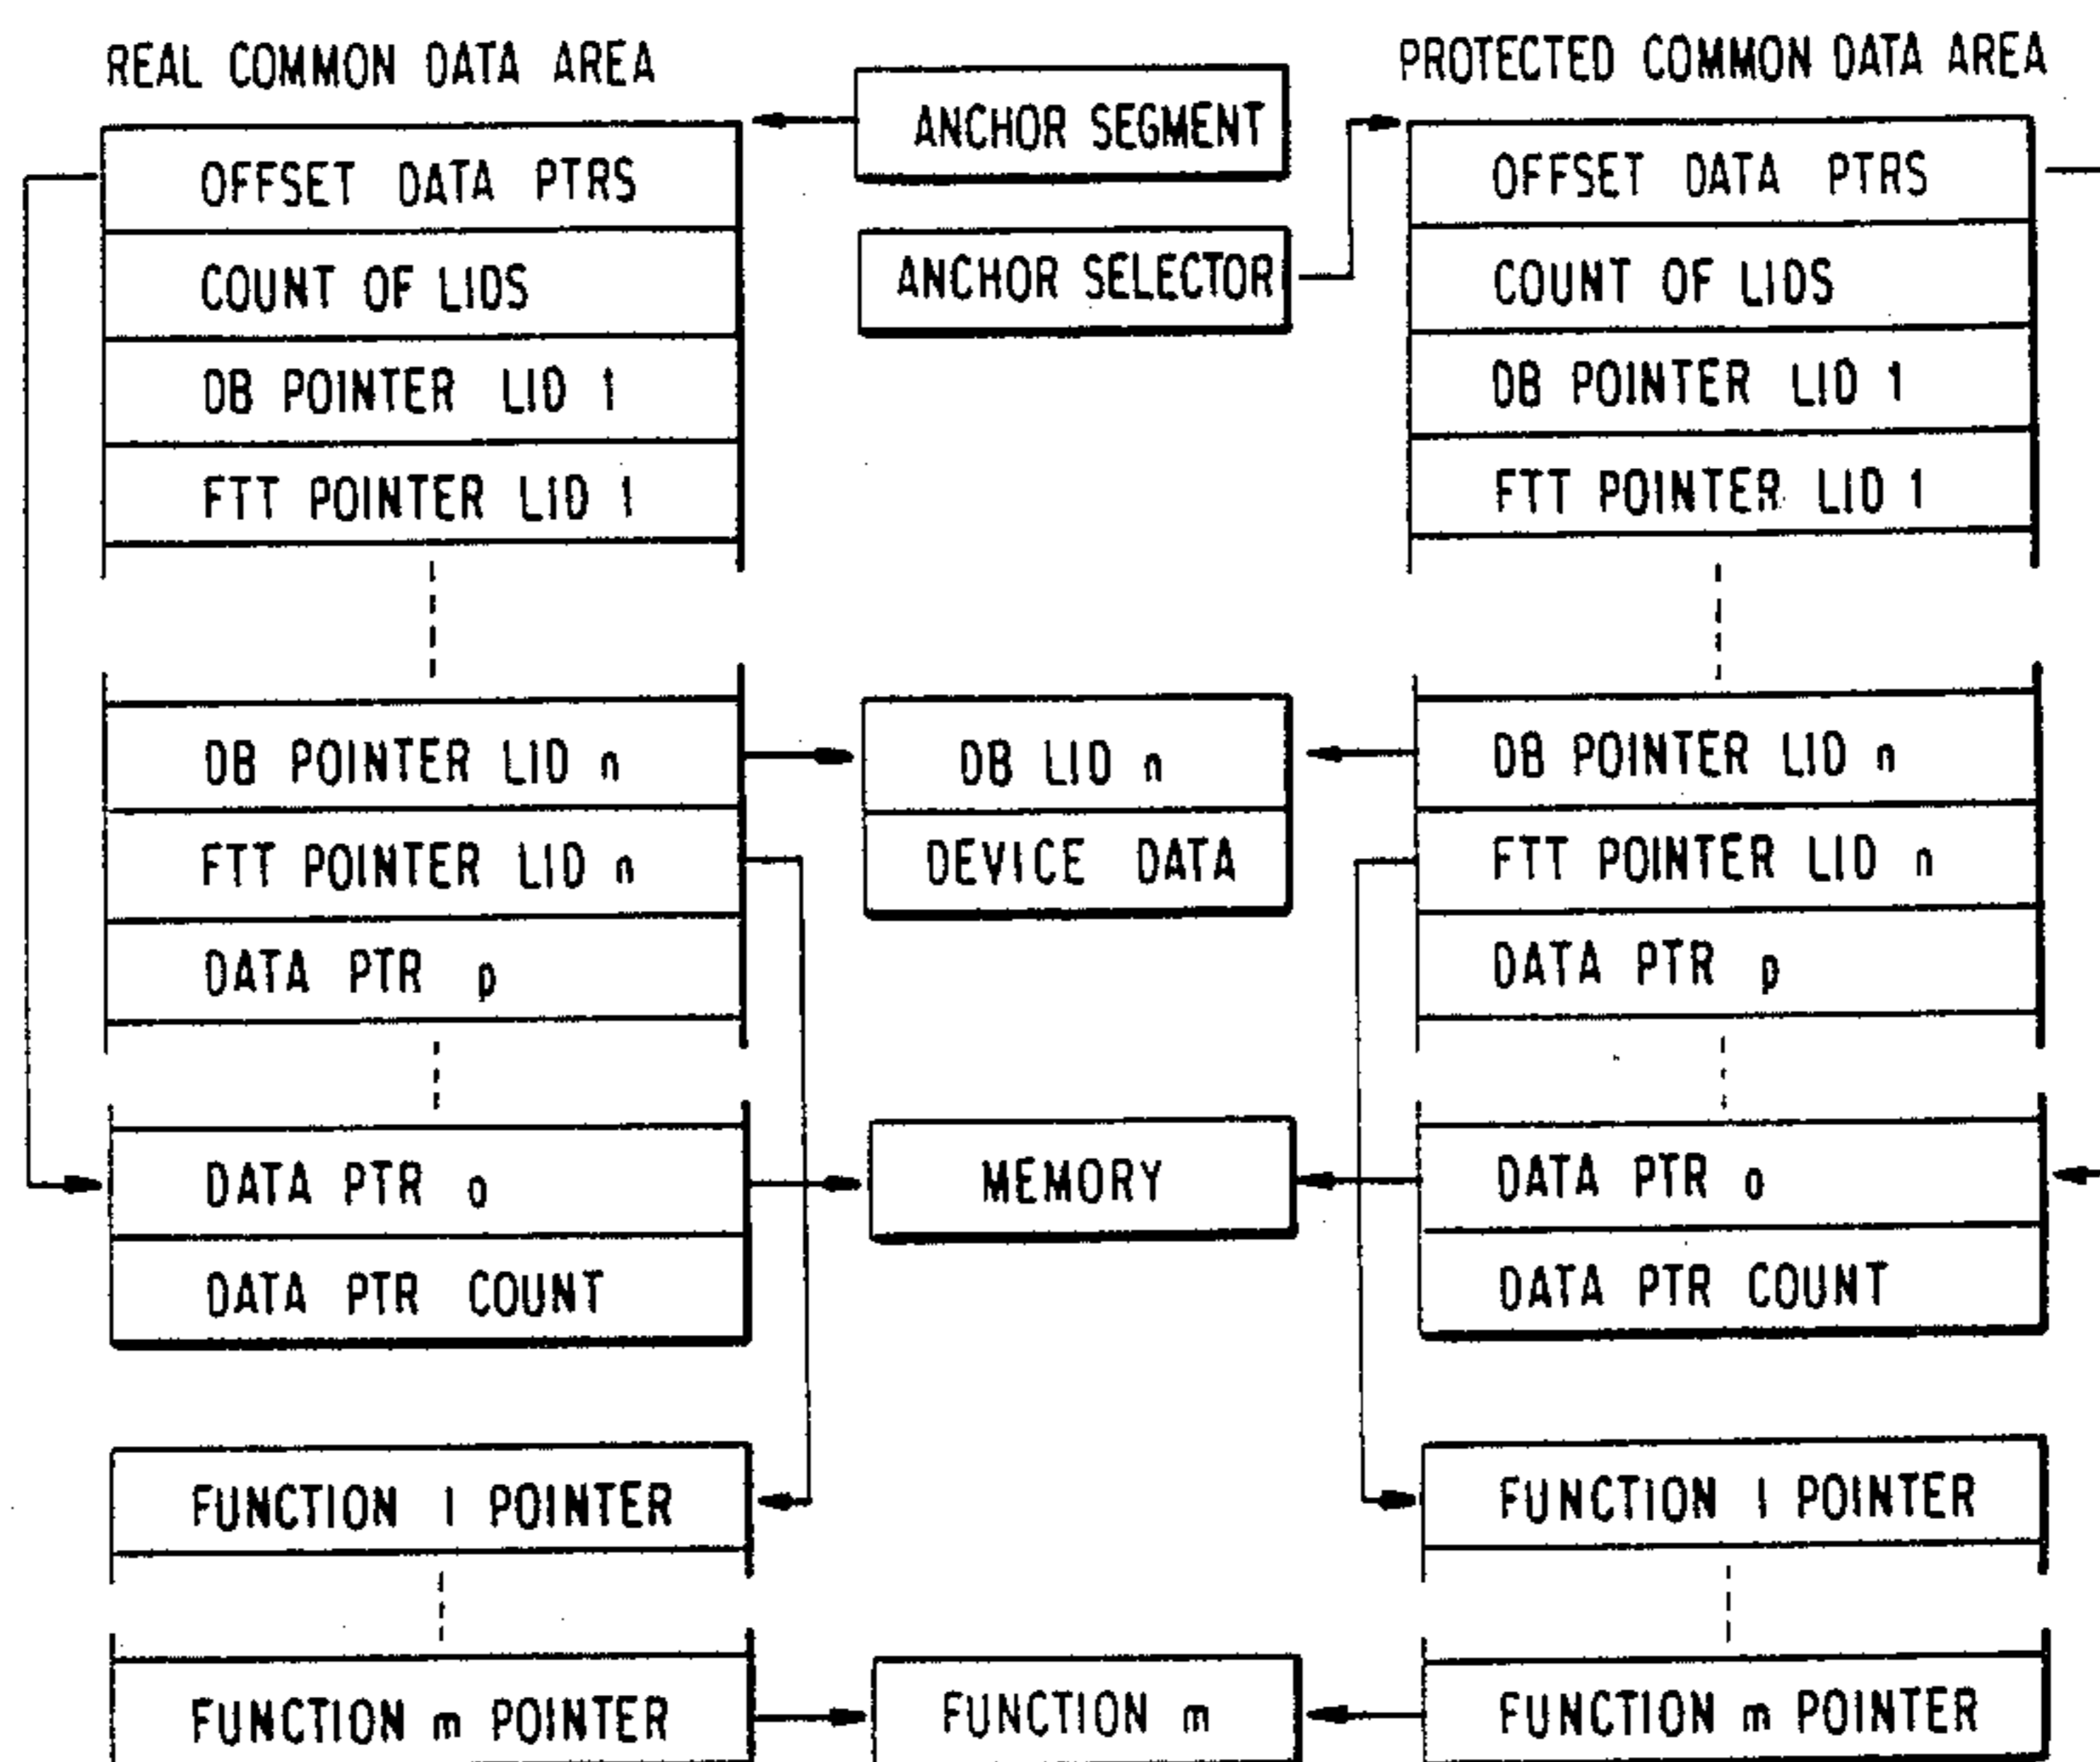 REAL COMMON DATA AREA
OFFSET DATA PTRS
COUNT OF LIDS
DB POINTER LID 1
FTT POINTER LID 1
DB POINTER LID n
FTT POINTER LID n
DATA PTR p
DATA PTR o
DATA PTR COUNT
FUNCTION 1 POINTER
FUNCTION m POINTER
ANCHOR SEGMENT
ANCHOR SELECTOR
DB LID n
DEVICE DATA
MEMORY
FUNCTION m
PROTECTED COMMON DATA AREA
OFFSET DATA PTRS
COUNT OF LIDS
DB POINTER LID 1
FTT POINTER LID 1
DB POINTER LID n
FTT POINTER LID n
DATA PTR p
DATA PTR o
DATA PTR COUNT
FUNCTION 1 POINTER
FUNCTION m POINTER